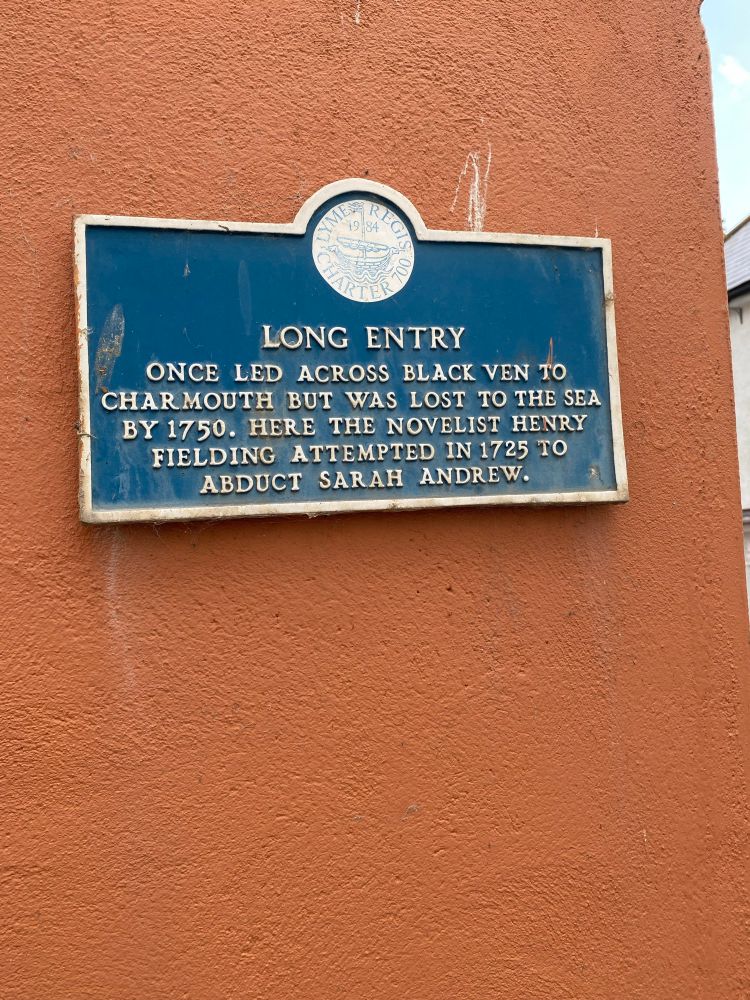 LYME REGIS
1984
CHARTER 700
LONG ENTRY
ONCE LED ACROSS BLACK VEN TO
CHARMOUTH BUT WAS LOST TO THE SEA
BY 1750. HERE THE NOVELIST HENRY
FIELDING ATTEMPTED IN 1725 TO
ABDUCT SARAH ANDREW.